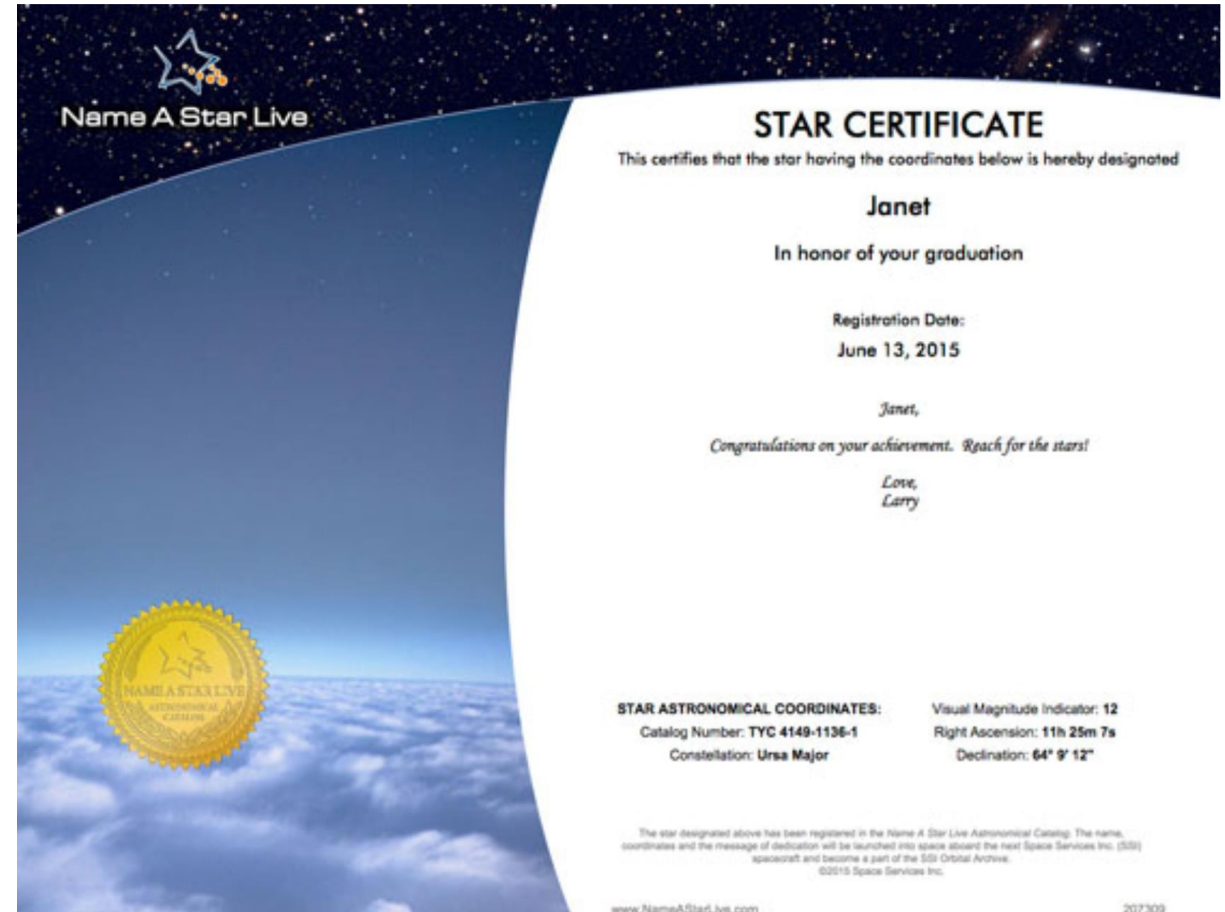 Name A Star Live
STAR CERTIFICATE
This certifies that the star having the coordinates below is hereby designated
Janet
In honor of your graduation
Registration Date:
June 13, 2015
Janet,
Congratulations on your achievement. Reach for the stars!
Love,
Larry
NAME A STAR LIVE
ASTRONOMICAL
CATALOG
STAR ASTRONOMICAL COORDINATES:
Catalog Number: TYC 4149-1136-1
Constellation: Ursa Major
Visual Magnitude Indicator: 12
Right Ascension: 11h 25m 7s
Declination: 64° 9' 12"
The star designated above has been registered in the Name A Star Live Astronomical Catalog. The name,
coordinates and the message of dedication will be launched into space aboard the next Space Services Inc. (SSI)
spacecraft and become a part of the SSI Orbital Archive.
©2015 Space Services Inc.
www.NameAStarLive.com
207309